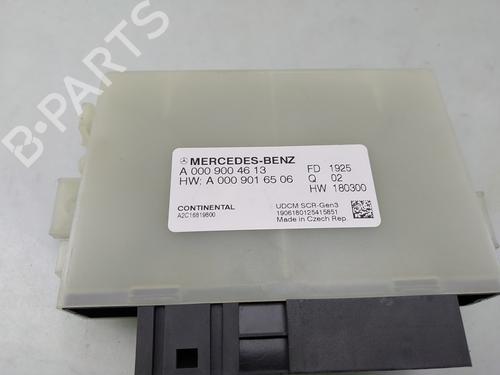 MERCEDES-BENZ
A 000 900 46 13 FD 1925
HW: A 000 901 65 06 Q 02
HW 180300
CONTINENTAL UDCM SCR-Gen3
A2C16819800 1906180125415851
Made in Czech Rep.
B-PARTS